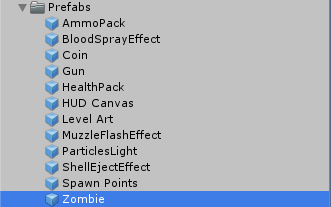 Prefabs
AmmoPack
BloodSprayEffect
Coin
Gun
HealthPack
HUD Canvas
Level Art
MuzzleFlashEffect
ParticlesLight
ShellEjectEffect
Spawn Points
Zombie